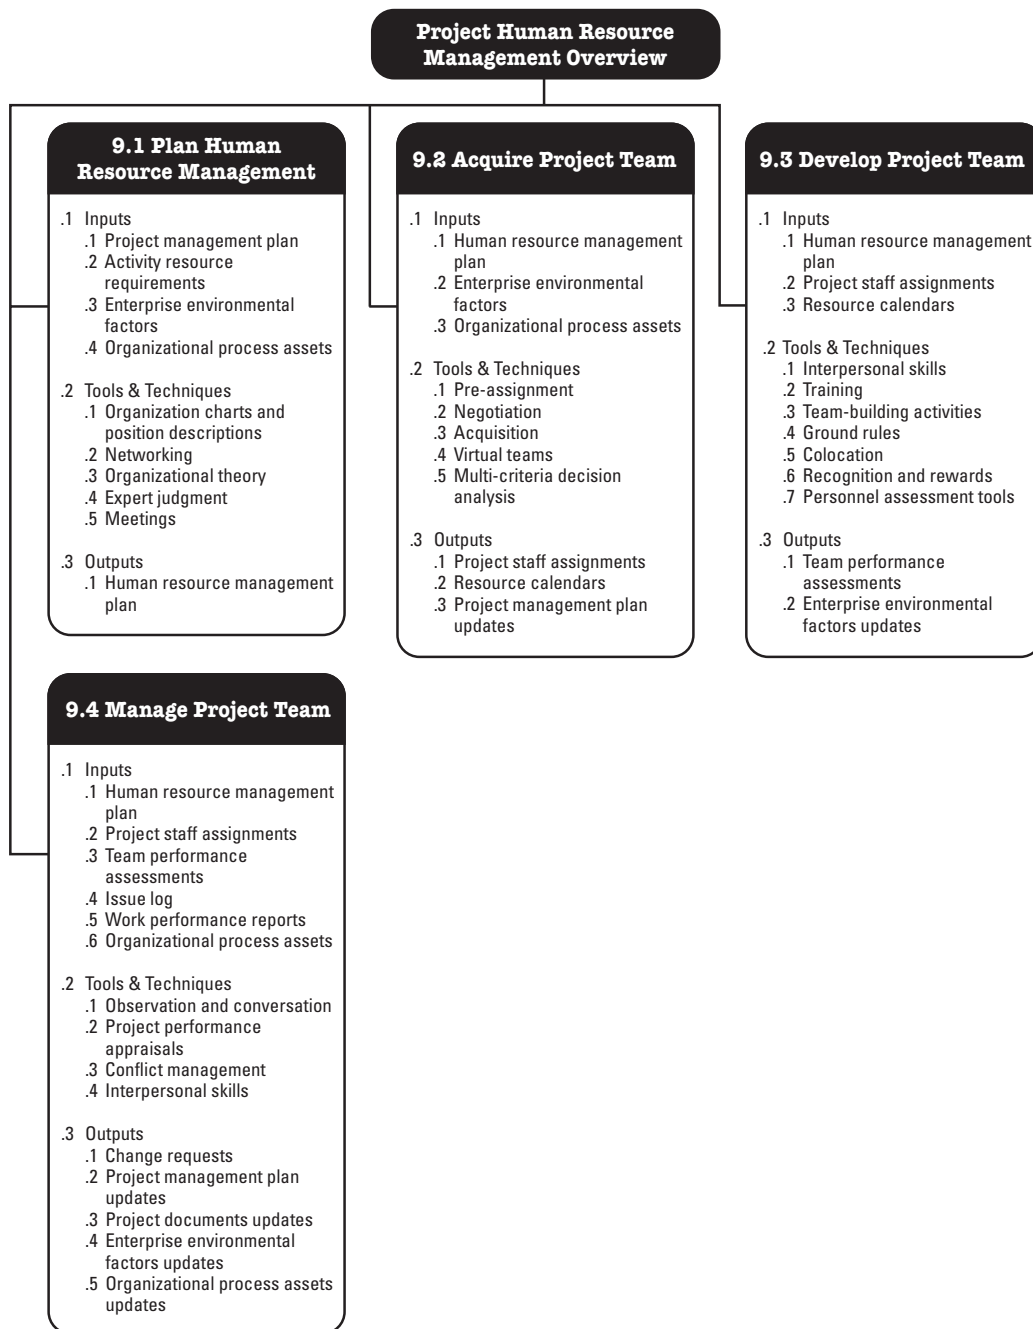 Project Human Resource
Management Overview
9.1 Plan Human
Resource Management
.1 Inputs
.1 Project management plan
.2 Activity resource
requirements
.3 Enterprise environmental
factors
.4 Organizational process assets
.2 Tools & Techniques
.1 Organization charts and
position descriptions
.2 Networking
.3 Organizational theory
.4 Expert judgment
.5 Meetings
.3 Outputs
.1 Human resource management
plan
9.2 Acquire Project Team
.1 Inputs
.1 Human resource management
plan
.2 Enterprise environmental
factors
.3 Organizational process assets
.2 Tools & Techniques
.1 Pre-assignment
.2 Negotiation
.3 Acquisition
.4 Virtual teams
.5 Multi-criteria decision
analysis
.3 Outputs
.1 Project staff assignments
.2 Resource calendars
.3 Project management plan
updates
9.3 Develop Project Team
.1 Inputs
.1 Human resource management
plan
.2 Project staff assignments
.3 Resource calendars
.2 Tools & Techniques
.1 Interpersonal skills
.2 Training
.3 Team-building activities
.4 Ground rules
.5 Colocation
.6 Recognition and rewards
.7 Personnel assessment tools
.3 Outputs
.1 Team performance
assessments
.2 Enterprise environmental
factors updates
9.4 Manage Project Team
.1 Inputs
.1 Human resource management
plan
.2 Project staff assignments
.3 Team performance
assessments
.4 Issue log
.5 Work performance reports
.6 Organizational process assets
.2 Tools & Techniques
.1 Observation and conversation
.2 Project performance
appraisals
.3 Conflict management
.4 Interpersonal skills
.3 Outputs
.1 Change requests
.2 Project management plan
updates
.3 Project documents updates
.4 Enterprise environmental
factors updates
.5 Organizational process assets
updates